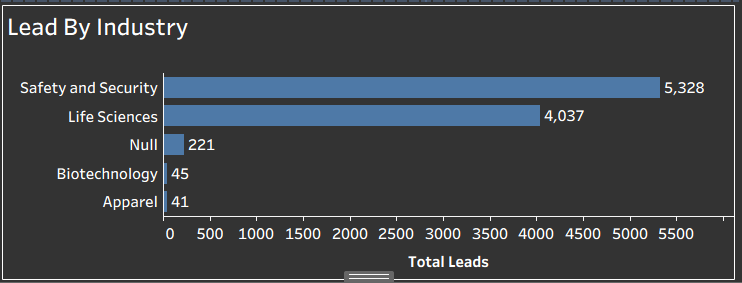 Lead By Industry
Safety and Security 5,328
Life Sciences 4,037
Null 221
Biotechnology 45
Apparel 41
0 500 1000 1500 2000 2500 3000 3500 4000 4500 5000 5500
Total Leads